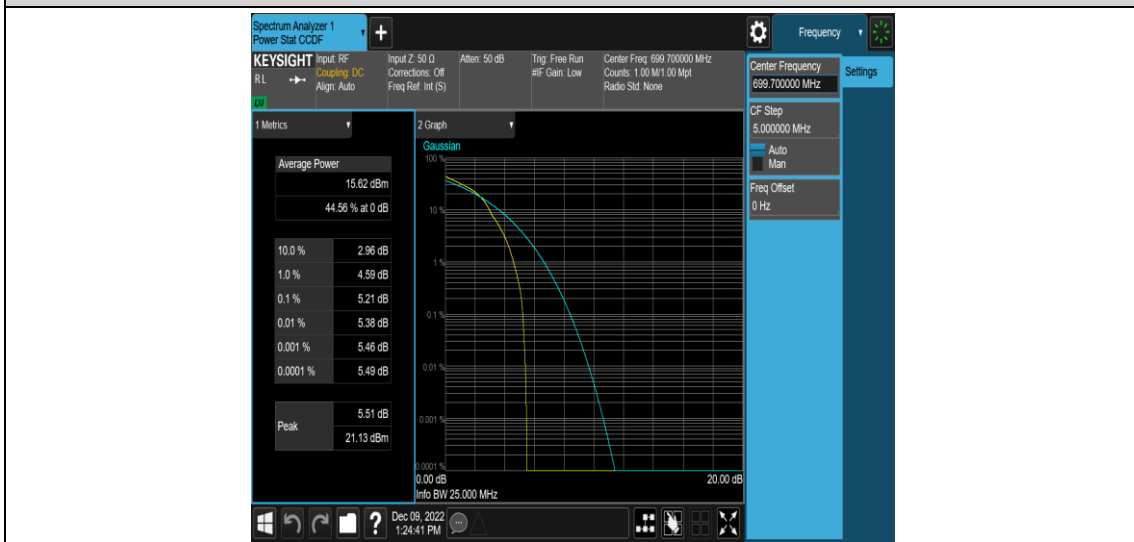 Spectrum Analyzer 1
Power Stat CCDF
+
Frequency
KEYSIGHT
RL
LXI
Input: RF
Coupling: DC
Align: Auto
Input Z: 50 Ω
Corrections: Off
Freq Ref: Int (S)
Atten: 50 dB
Trig: Free Run
#IF Gain: Low
Center Freq: 699.700000 MHz
Counts: 1.00 M/1.00 Mpt
Radio Std: None
Center Frequency
699.700000 MHz
Settings
CF Step
5.000000 MHz
Auto
Man
Freq Offset
0 Hz
1 Metrics
Average Power
15.62 dBm
44.56 % at 0 dB
10.0 % 2.96 dB
1.0 % 4.59 dB
0.1 % 5.21 dB
0.01 % 5.38 dB
0.001 % 5.46 dB
0.0001 % 5.49 dB
Peak
5.51 dB
21.13 dBm
2 Graph
Gaussian
100 %
10 %
1 %
0.1 %
0.01 %
0.001 %
0.0001 %
0.00 dB 20.00 dB
Info BW 25.000 MHz
?
Dec 09, 2022
1:24:41 PM